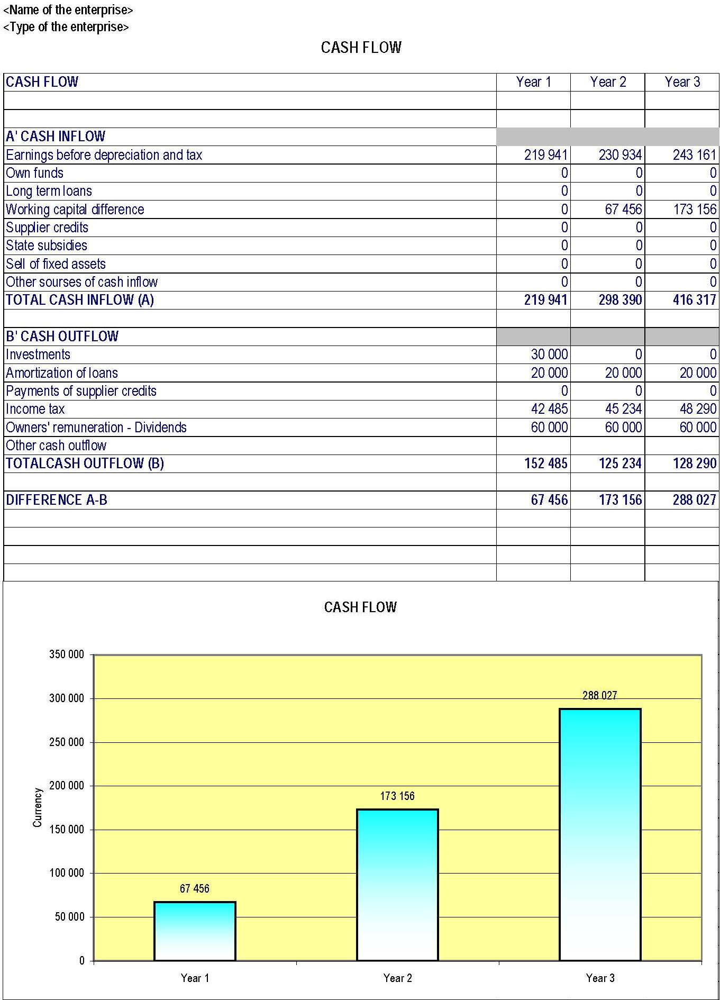 <Name of the enterprise>
<Type of the enterprise>
CASH FLOW
CASH FLOW Year 1 Year 2 Year 3
A' CASH INFLOW
Earnings before depreciation and tax 219 941 230 934 243 161
Own funds 0 0 0
Long term loans 0 0 0
Working capital difference 0 67 456 173 156
Supplier credits 0 0 0
State subsidies 0 0 0
Sell of fixed assets 0 0 0
Other sourses of cash inflow 0 0 0
TOTAL CASH INFLOW (A) 219 941 298 390 416 317
B' CASH OUTFLOW
Investments 30 000 0 0
Amortization of loans 20 000 20 000 20 000
Payments of supplier credits 0 0 0
Income tax 42 485 45 234 48 290
Owners' remuneration - Dividends 60 000 60 000 60 000
Other cash outflow
TOTALCASH OUTFLOW (B) 152 485 125 234 128 290
DIFFERENCE A-B 67 456 173 156 288 027
CASH FLOW
350 000
300 000
250 000
200 000
150 000
100 000
50 000
0
Currency
67 456
173 156
288 027
Year 1 Year 2 Year 3